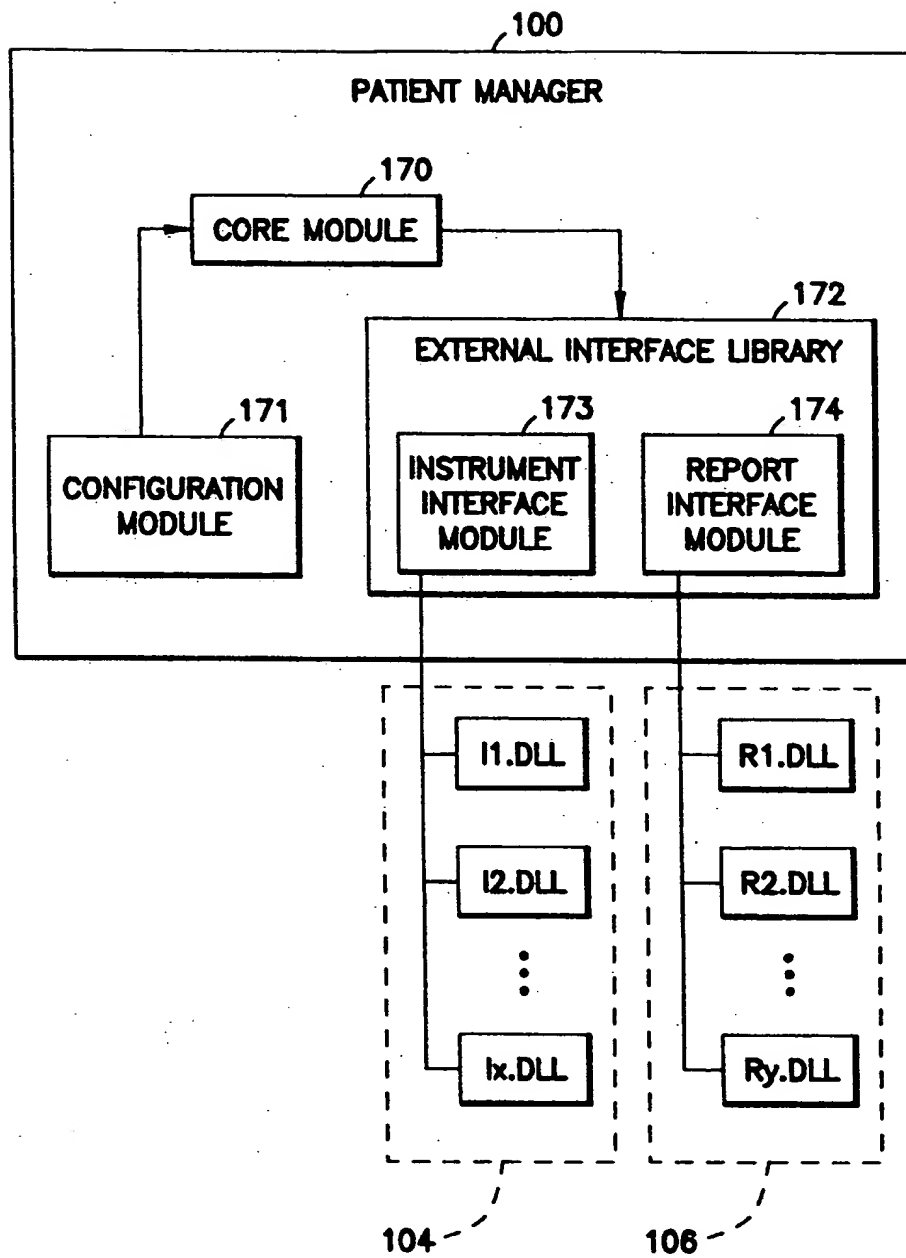 100
PATIENT MANAGER
170
CORE MODULE
172
EXTERNAL INTERFACE LIBRARY
171
CONFIGURATION
MODULE
173
INSTRUMENT
INTERFACE
MODULE
174
REPORT
INTERFACE
MODULE
I1.DLL
R1.DLL
I2.DLL
R2.DLL
Ix.DLL
Ry.DLL
104
106